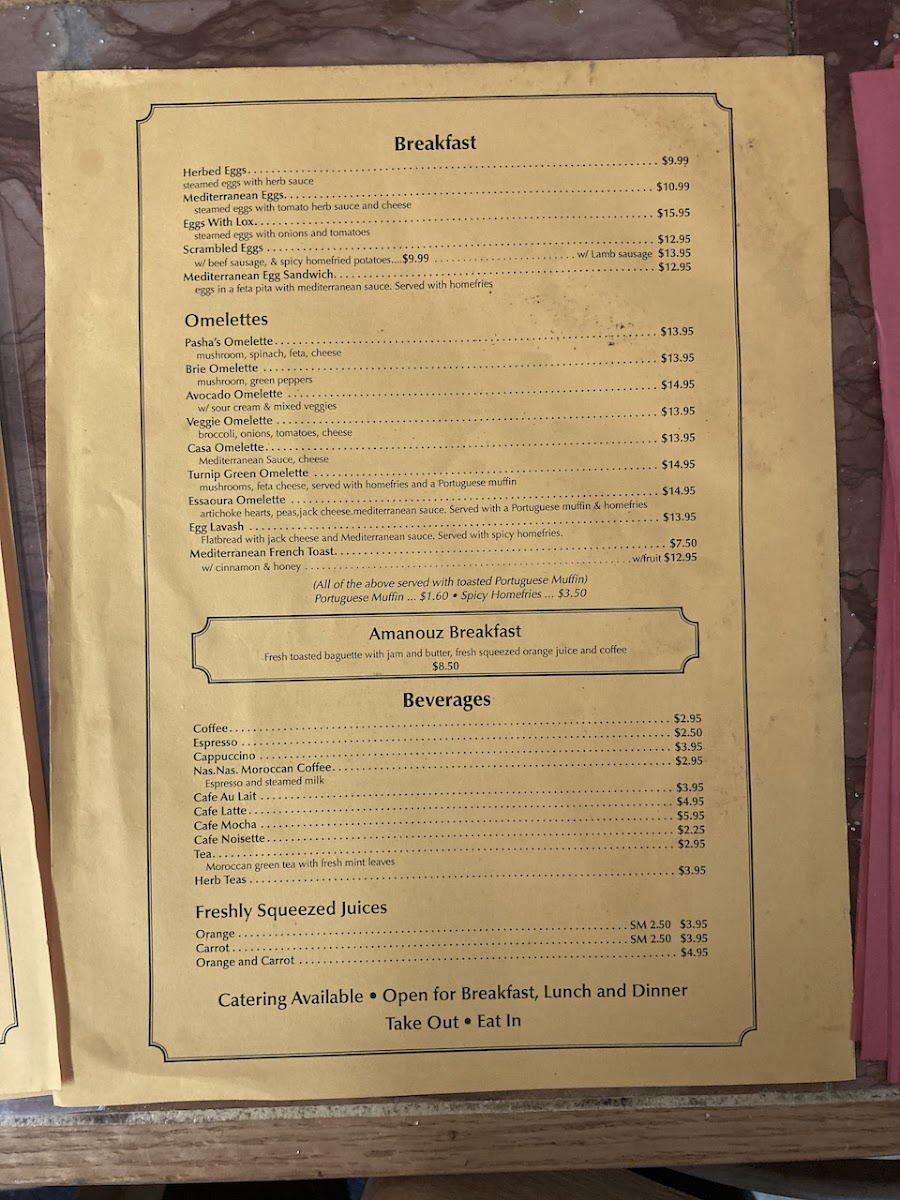 Breakfast
Herbed Eggs........................................................ $9.99
steamed eggs with herb sauce
Mediterranean Eggs................................................. $10.99
steamed eggs with tomato herb sauce and cheese
Eggs With Lox...................................................... $15.95
steamed eggs with onions and tomatoes
Scrambled Eggs ..................................................... $12.95
w/ beef sausage, & spicy homefried potatoes....$9.99 ........................ w/ Lamb sausage $13.95
Mediterranean Egg Sandwich......................................... $12.95
eggs in a feta pita with mediterranean sauce. Served with homefries
Omelettes
Pasha's Omelette................................................... $13.95
mushroom, spinach, feta, cheese
Brie Omelette ...................................................... $13.95
mushroom, green peppers
Avocado Omelette ................................................... $14.95
w/ sour cream & mixed veggies
Veggie Omelette .................................................... $13.95
broccoli, onions, tomatoes, cheese
Casa Omelette...................................................... $13.95
Mediterranean Sauce, cheese
Turnip Green Omelette .............................................. $14.95
mushrooms, feta cheese, served with homefries and a Portuguese muffin
Essaoura Omelette .................................................. $14.95
artichoke hearts, peas,jack cheese.mediterranean sauce. Served with a Portuguese muffin & homefries
Egg Lavash ......................................................... $13.95
Flatbread with jack cheese and Mediterranean sauce. Served with spicy homefries.
Mediterranean French Toast......................................... $7.50
w/ cinnamon & honey ................................................ w/fruit $12.95
(All of the above served with toasted Portuguese Muffin)
Portuguese Muffin ... $1.60 • Spicy Homefries ... $3.50
Amanouz Breakfast
Fresh toasted baguette with jam and butter, fresh squeezed orange juice and coffee
$8.50
Beverages
Coffee............................................................. $2.95
Espresso ........................................................... $2.50
Cappuccino ......................................................... $3.95
Nas.Nas. Moroccan Coffee........................................... $2.95
Espresso and steamed milk
Cafe Au Lait ....................................................... $3.95
Cafe Latte......................................................... $4.95
Cafe Mocha ......................................................... $5.95
Cafe Noisette...................................................... $2.25
Tea................................................................ $2.95
Moroccan green tea with fresh mint leaves
Herb Teas .......................................................... $3.95
Freshly Squeezed Juices
Orange ............................................................. SM 2.50 $3.95
Carrot ............................................................. SM 2.50 $3.95
Orange and Carrot .................................................. $4.95
Catering Available • Open for Breakfast, Lunch and Dinner
Take Out • Eat In